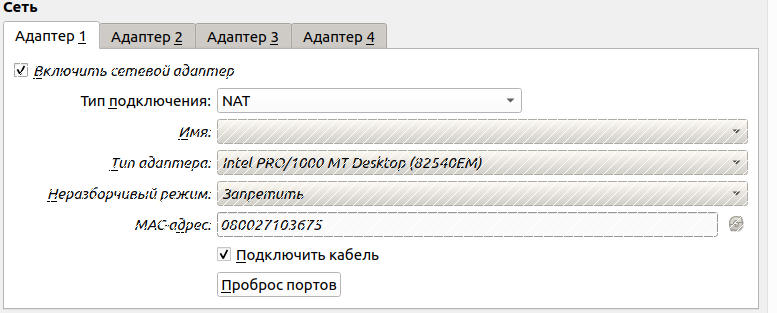 Сеть
Адаптер 1 Адаптер 2 Адаптер 3 Адаптер 4
Включить сетевой адаптер
Тип подключения: NAT
Имя:
Тип адаптера: Intel PRO/1000 MT Desktop (82540EM)
Неразборчивый режим: Запретить
MAC-адрес: 080027103675
Подключить кабель
Проброс портов